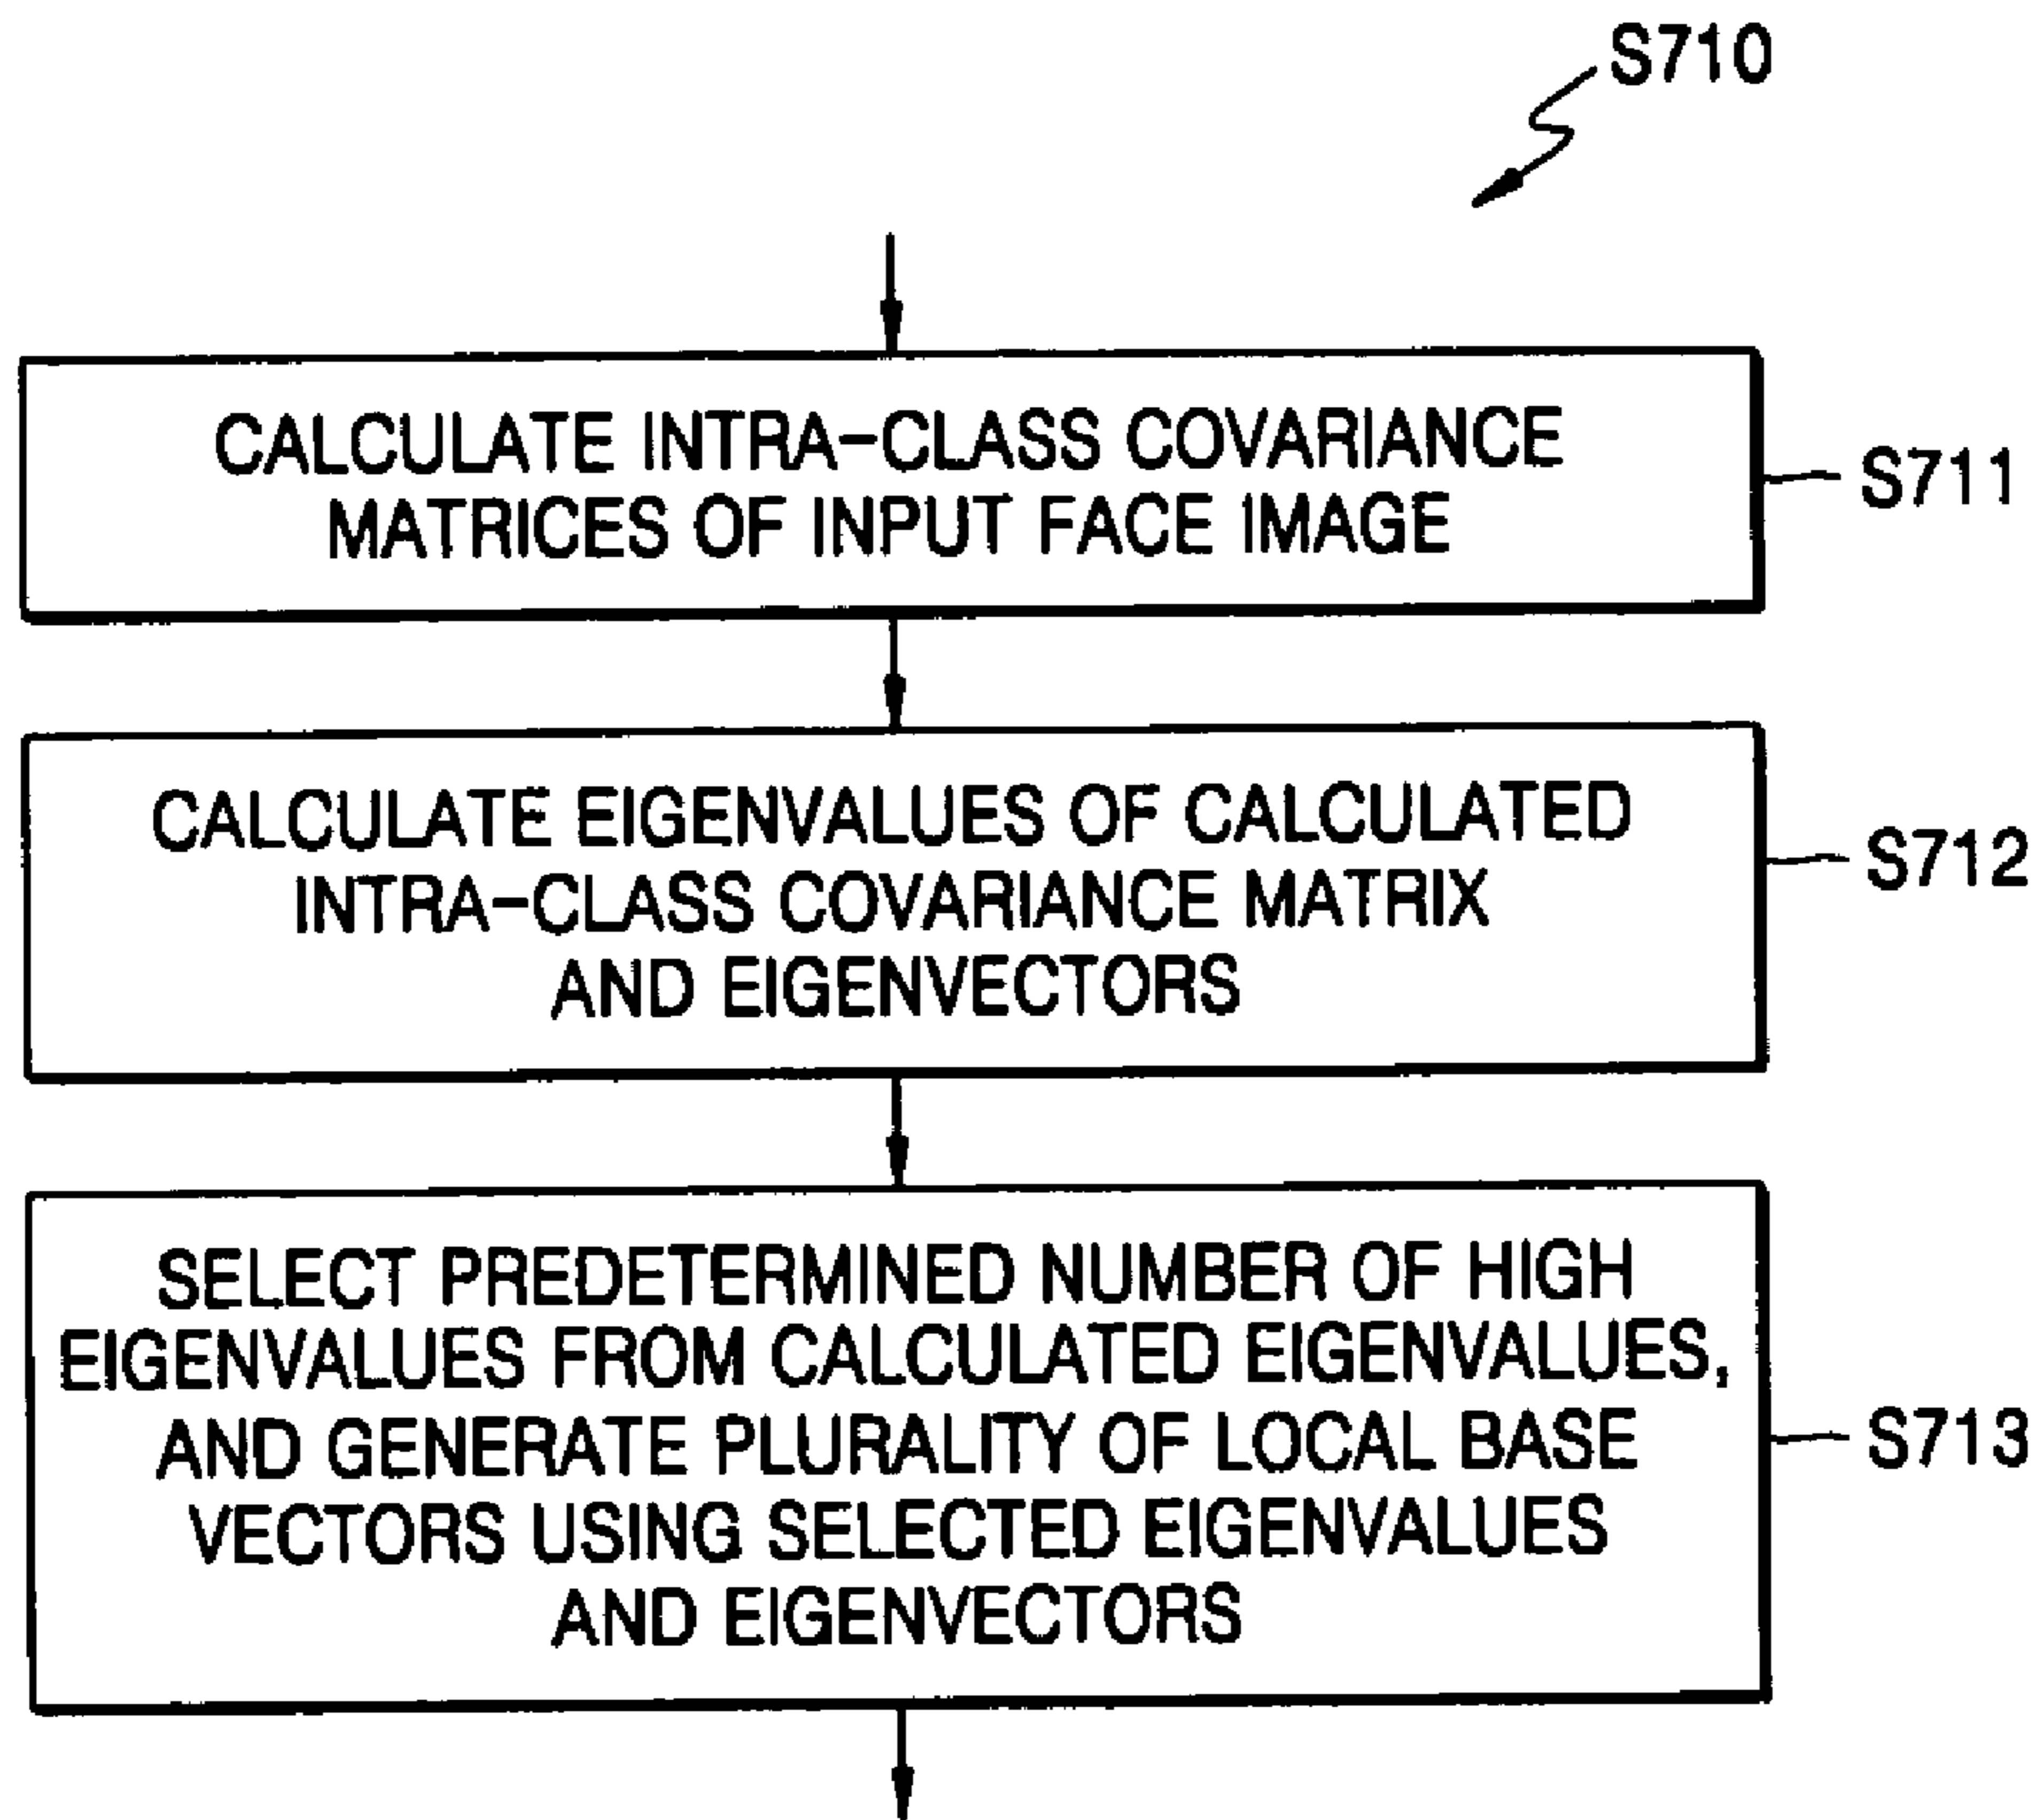 S710
CALCULATE INTRA-CLASS COVARIANCE
MATRICES OF INPUT FACE IMAGE
S711
CALCULATE EIGENVALUES OF CALCULATED
INTRA-CLASS COVARIANCE MATRIX
AND EIGENVECTORS
S712
SELECT PREDETERMINED NUMBER OF HIGH
EIGENVALUES FROM CALCULATED EIGENVALUES,
AND GENERATE PLURALITY OF LOCAL BASE
VECTORS USING SELECTED EIGENVALUES
AND EIGENVECTORS
S713